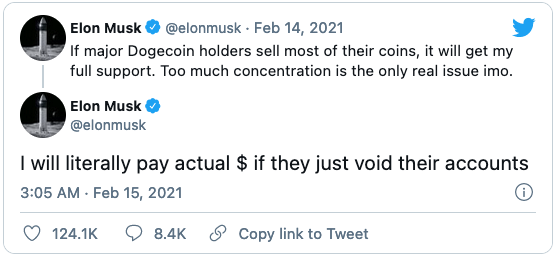 Elon Musk @elonmusk · Feb 14, 2021
If major Dogecoin holders sell most of their coins, it will get my
full support. Too much concentration is the only real issue imo.
Elon Musk
@elonmusk
I will literally pay actual $ if they just void their accounts
3:05 AM · Feb 15, 2021
124.1K 8.4K Copy link to Tweet